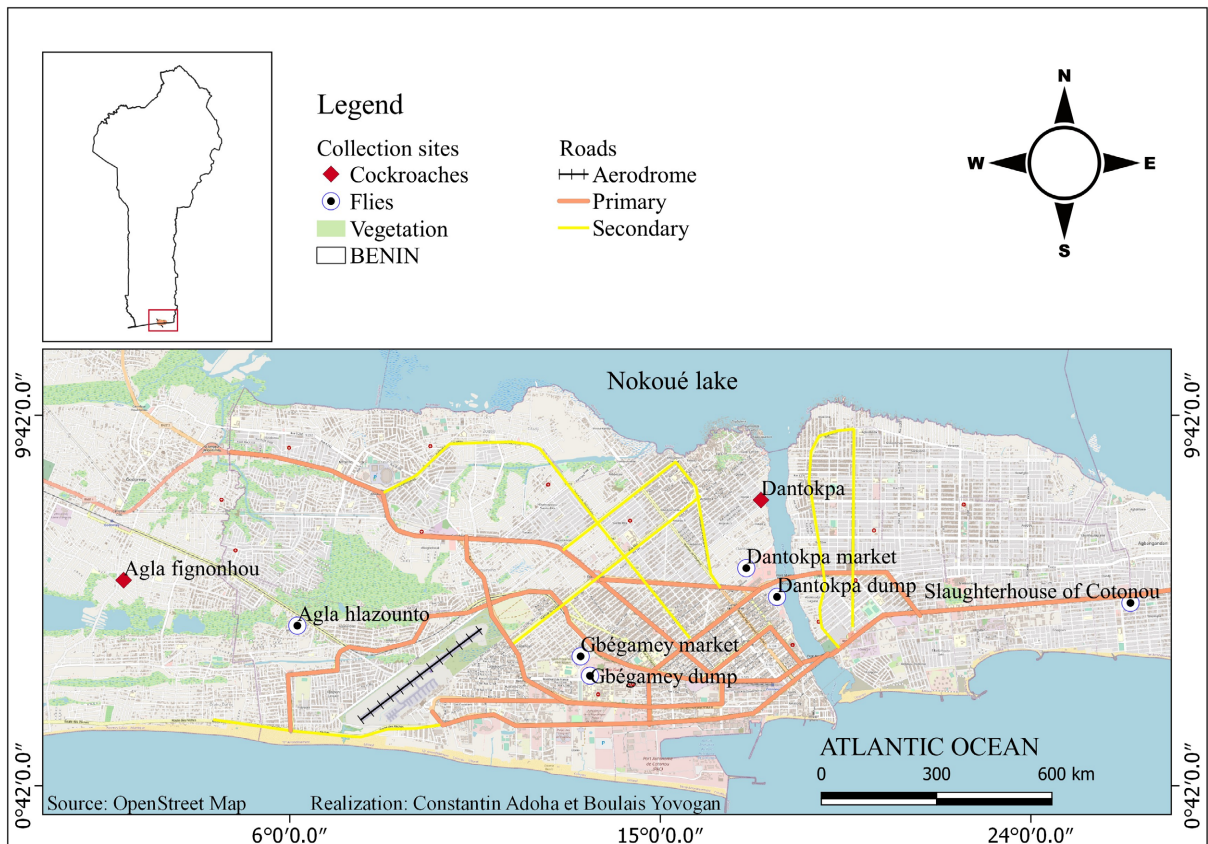 Legend
Collection sites
Cockroaches
Flies
Vegetation
BENIN
Roads
Aerodrome
Primary
Secondary
N
W
E
S
Nokoué lake
9°42'0.0"
9°42'0.0"
Dantokpa
Agla fignonhou
Dantokpa market
Dantokpa dump
Slaughterhouse of Cotonou
Agla hlazounto
Gbégamey market
Gbégamey dump
ATLANTIC OCEAN
0 300 600 km
0°42'0.0"
0°42'0.0"
Source: OpenStreet Map
Realization: Constantin Adoha et Boulais Yovogan
6°0'0.0"
15°0'0.0"
24°0'0.0"